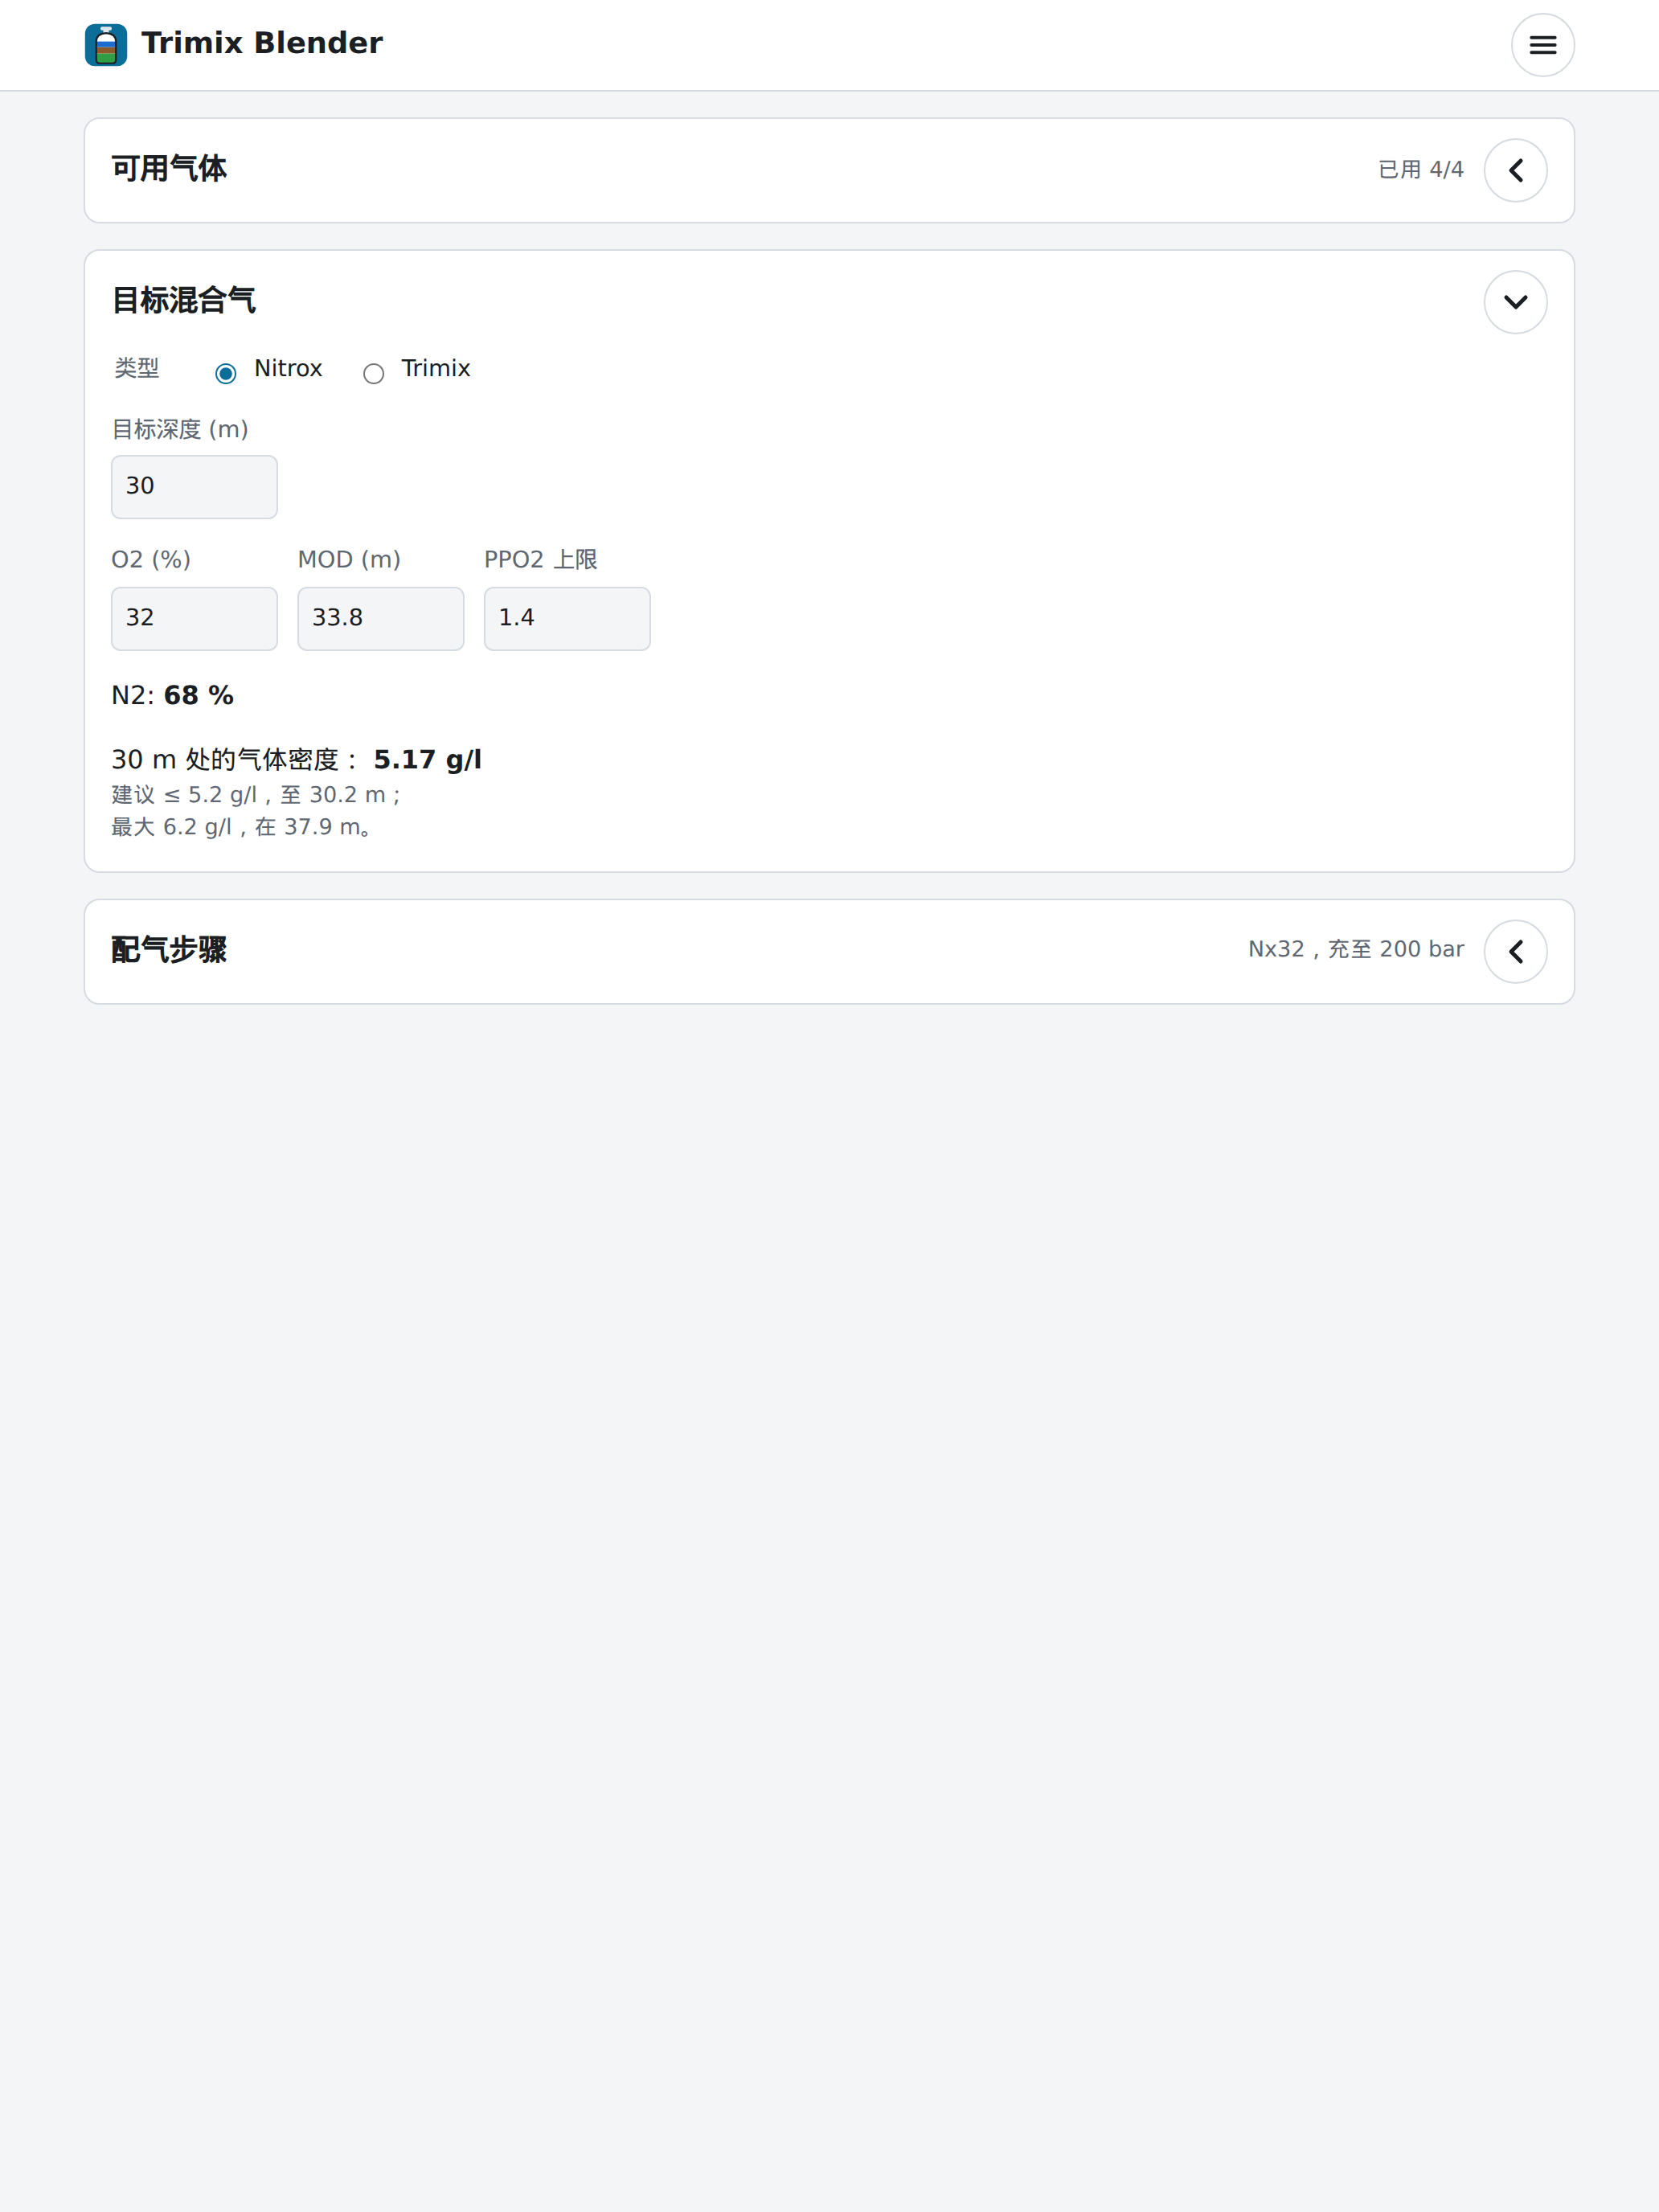 Trimix Blender
可用气体
已用 4/4
目标混合气
类型 Nitrox Trimix
目标深度 (m)
30
O2 (%) MOD (m) PPO2 上限
32 33.8 1.4
N2: 68 %
30 m 处的气体密度： 5.17 g/l
建议 ≤ 5.2 g/l，至 30.2 m；
最大 6.2 g/l，在 37.9 m。
配气步骤
Nx32，充至 200 bar